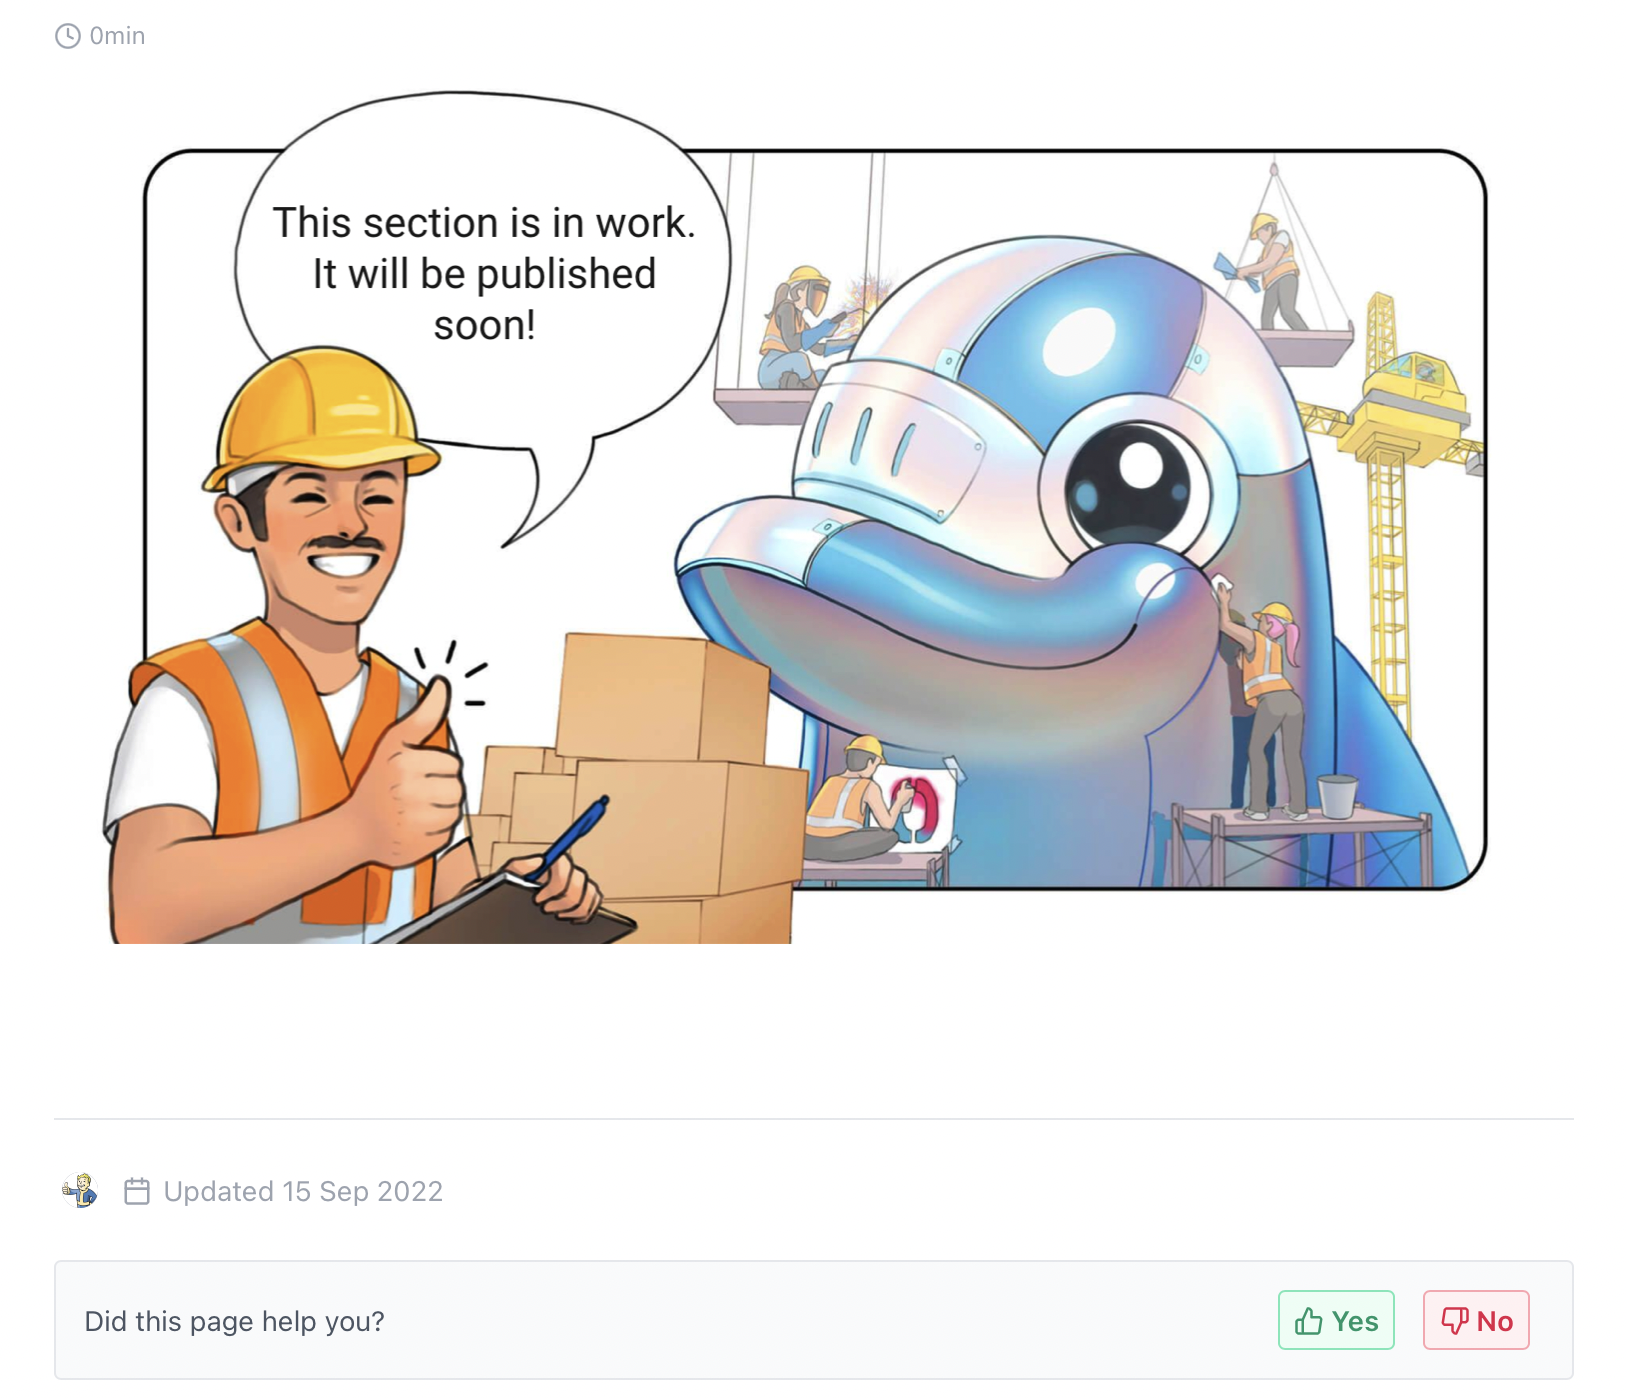 0min
This section is in work.
It will be published
soon!
Updated 15 Sep 2022
Did this page help you?
Yes
No